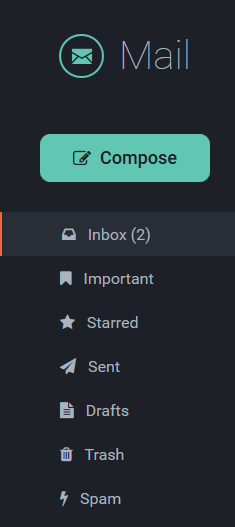 Mail
Compose
Inbox (2)
Important
Starred
Sent
Drafts
Trash
Spam